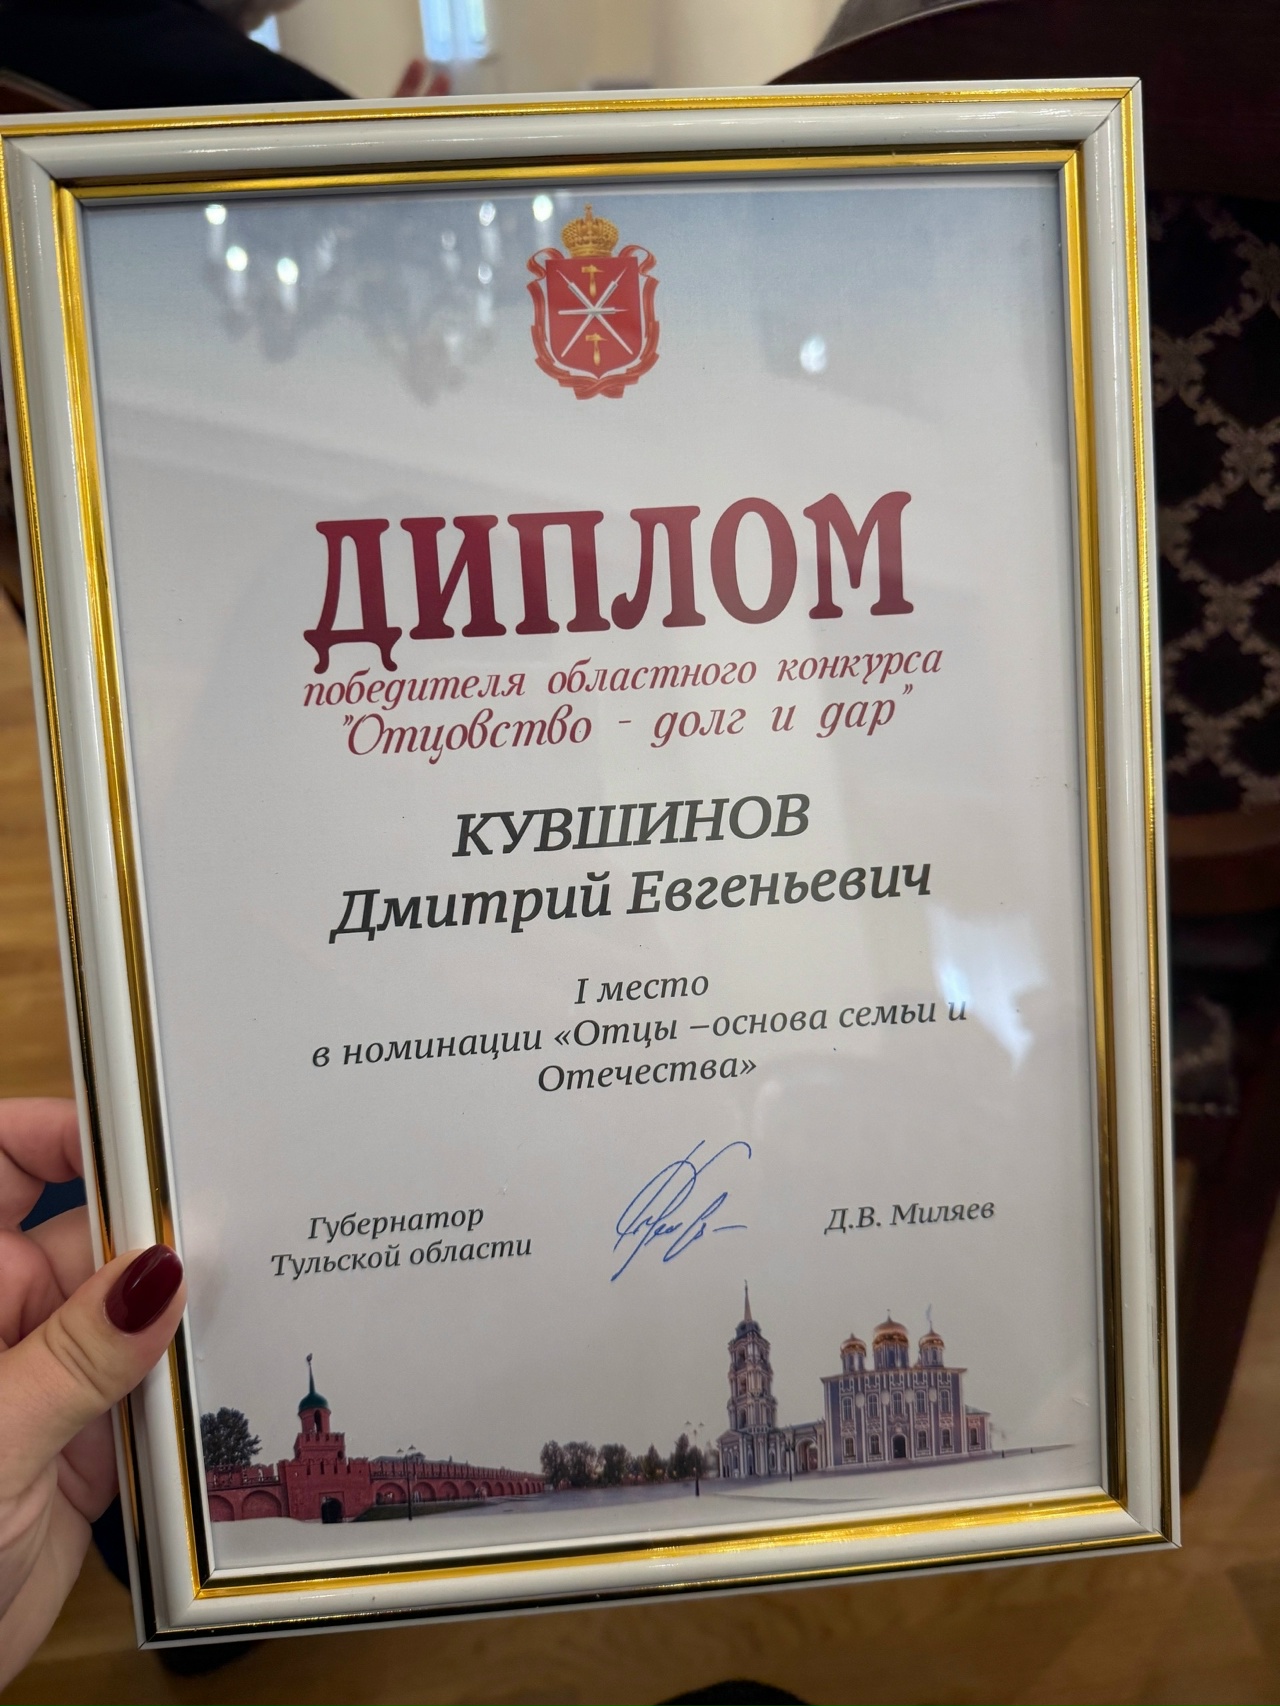 ДИПЛОМ
победителя областного конкурса
"Отцовство - долг и дар"
КУВШИНОВ
Дмитрий Евгеньевич
I место
в номинации «Отцы –основа семьи и
Отечества»
Губернатор
Тульской области
Д.В. Миляев